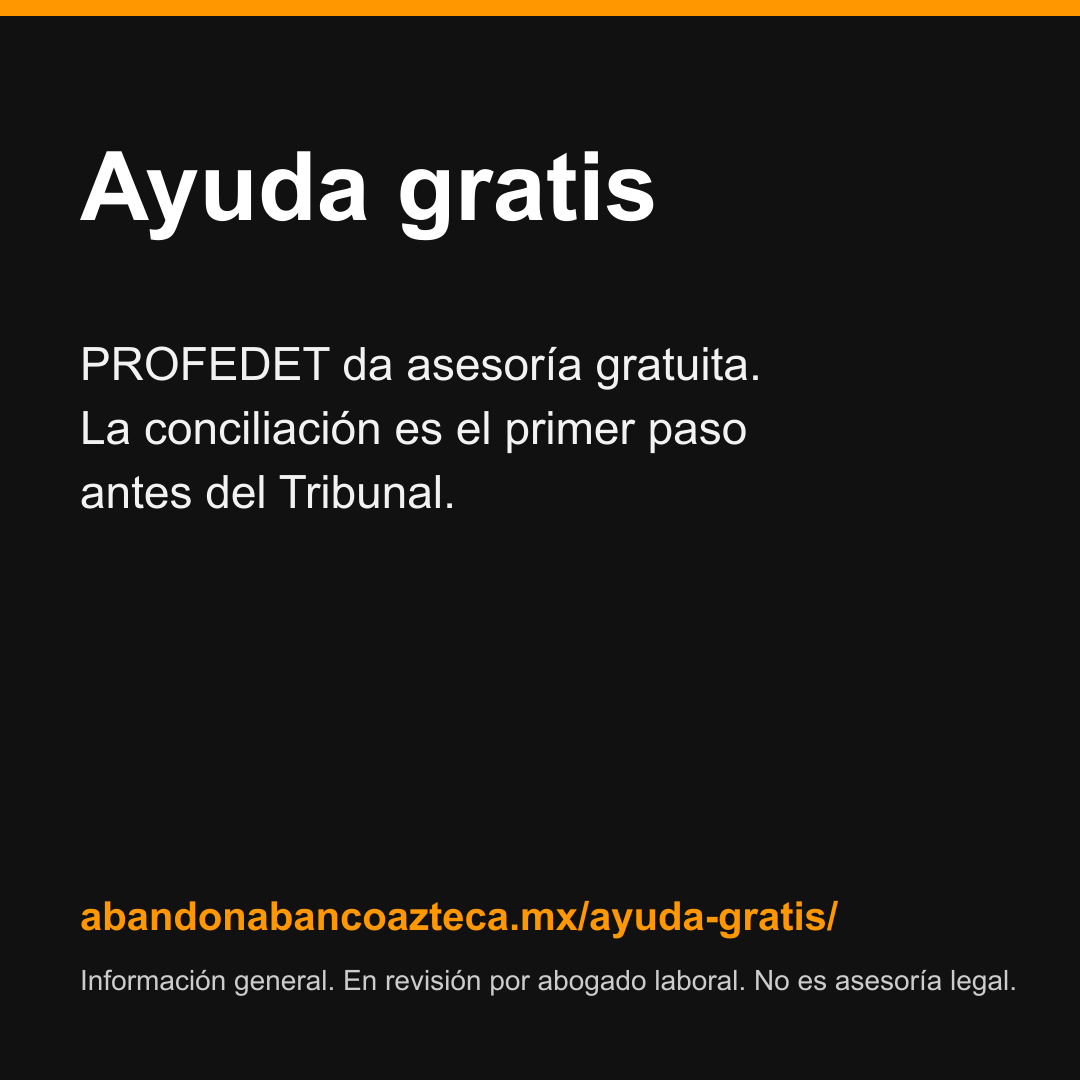 Ayuda gratis
PROFEDET da asesoría gratuita.
La conciliación es el primer paso
antes del Tribunal.
abandonabancoazteca.mx/ayuda-gratis/
Información general. En revisión por abogado laboral. No es asesoría legal.